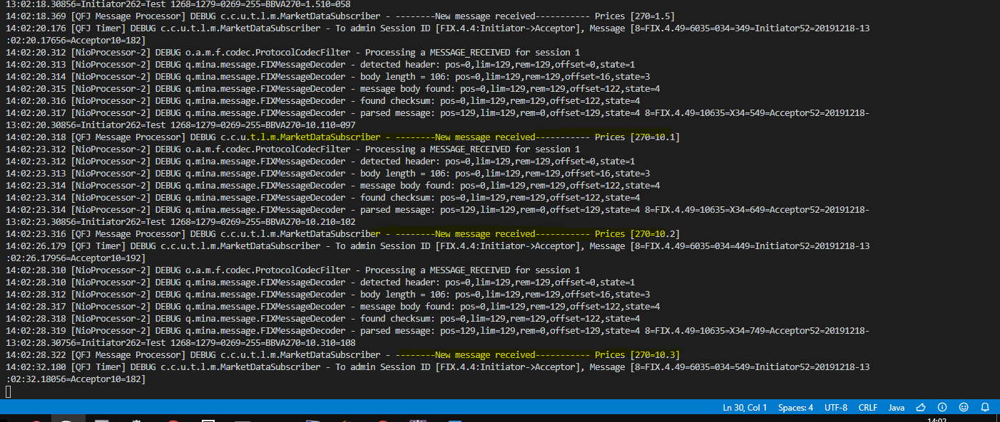 13:02:18.30856=Initiator262=Test 1268=1279=0269=255=BBVA270=1.510=058
14:02:18.369 [QFJ Message Processor] DEBUG c.c.u.t.l.m.MarketDataSubscriber - --------New message received----------- Prices [270=1.5]
14:02:20.176 [QFJ Timer] DEBUG c.c.u.t.l.m.MarketDataSubscriber - To admin Session ID [FIX.4.4:Initiator->Acceptor], Message [8=FIX.4.49=6035=034=349=Initiator52=20191218-13
:02:20.17656=Acceptor10=182]
14:02:20.312 [NioProcessor-2] DEBUG o.a.m.f.codec.ProtocolCodecFilter - Processing a MESSAGE_RECEIVED for session 1
14:02:20.313 [NioProcessor-2] DEBUG q.mina.message.FIXMessageDecoder - detected header: pos=0,lim=129,rem=129,offset=0,state=1
14:02:20.314 [NioProcessor-2] DEBUG q.mina.message.FIXMessageDecoder - body length = 106: pos=0,lim=129,rem=129,offset=16,state=3
14:02:20.315 [NioProcessor-2] DEBUG q.mina.message.FIXMessageDecoder - message body found: pos=0,lim=129,rem=129,offset=122,state=4
14:02:20.316 [NioProcessor-2] DEBUG q.mina.message.FIXMessageDecoder - found checksum: pos=0,lim=129,rem=129,offset=122,state=4
14:02:20.317 [NioProcessor-2] DEBUG q.mina.message.FIXMessageDecoder - parsed message: pos=129,lim=129,rem=0,offset=129,state=4 8=FIX.4.49=10635=X34=549=Acceptor52=20191218-
13:02:20.30856=Initiator262=Test 1268=1279=0269=255=BBVA270=10.110=097
14:02:20.318 [QFJ Message Processor] DEBUG c.c.u.t.l.m.MarketDataSubscriber - --------New message received----------- Prices [270=10.1]
14:02:23.312 [NioProcessor-2] DEBUG o.a.m.f.codec.ProtocolCodecFilter - Processing a MESSAGE_RECEIVED for session 1
14:02:23.312 [NioProcessor-2] DEBUG q.mina.message.FIXMessageDecoder - detected header: pos=0,lim=129,rem=129,offset=0,state=1
14:02:23.313 [NioProcessor-2] DEBUG q.mina.message.FIXMessageDecoder - body length = 106: pos=0,lim=129,rem=129,offset=16,state=3
14:02:23.314 [NioProcessor-2] DEBUG q.mina.message.FIXMessageDecoder - message body found: pos=0,lim=129,rem=129,offset=122,state=4
14:02:23.314 [NioProcessor-2] DEBUG q.mina.message.FIXMessageDecoder - found checksum: pos=0,lim=129,rem=129,offset=122,state=4
14:02:23.314 [NioProcessor-2] DEBUG q.mina.message.FIXMessageDecoder - parsed message: pos=129,lim=129,rem=0,offset=129,state=4 8=FIX.4.49=10635=X34=649=Acceptor52=20191218-
13:02:23.30856=Initiator262=Test 1268=1279=0269=255=BBVA270=10.210=102
14:02:23.316 [QFJ Message Processor] DEBUG c.c.u.t.l.m.MarketDataSubscriber - --------New message received----------- Prices [270=10.2]
14:02:26.179 [QFJ Timer] DEBUG c.c.u.t.l.m.MarketDataSubscriber - To admin Session ID [FIX.4.4:Initiator->Acceptor], Message [8=FIX.4.49=6035=034=449=Initiator52=20191218-13
:02:26.17956=Acceptor10=192]
14:02:28.310 [NioProcessor-2] DEBUG o.a.m.f.codec.ProtocolCodecFilter - Processing a MESSAGE_RECEIVED for session 1
14:02:28.310 [NioProcessor-2] DEBUG q.mina.message.FIXMessageDecoder - detected header: pos=0,lim=129,rem=129,offset=0,state=1
14:02:28.312 [NioProcessor-2] DEBUG q.mina.message.FIXMessageDecoder - body length = 106: pos=0,lim=129,rem=129,offset=16,state=3
14:02:28.317 [NioProcessor-2] DEBUG q.mina.message.FIXMessageDecoder - message body found: pos=0,lim=129,rem=129,offset=122,state=4
14:02:28.318 [NioProcessor-2] DEBUG q.mina.message.FIXMessageDecoder - found checksum: pos=0,lim=129,rem=129,offset=122,state=4
14:02:28.319 [NioProcessor-2] DEBUG q.mina.message.FIXMessageDecoder - parsed message: pos=129,lim=129,rem=0,offset=129,state=4 8=FIX.4.49=10635=X34=749=Acceptor52=20191218-
13:02:28.30756=Initiator262=Test 1268=1279=0269=255=BBVA270=10.310=108
14:02:28.322 [QFJ Message Processor] DEBUG c.c.u.t.l.m.MarketDataSubscriber - --------New message received----------- Prices [270=10.3]
14:02:32.180 [QFJ Timer] DEBUG c.c.u.t.l.m.MarketDataSubscriber - To admin Session ID [FIX.4.4:Initiator->Acceptor], Message [8=FIX.4.49=6035=034=549=Initiator52=20191218-13
:02:32.18056=Acceptor10=182]
Ln 30, Col 1 Spaces: 4 UTF-8 CRLF Java
14:02